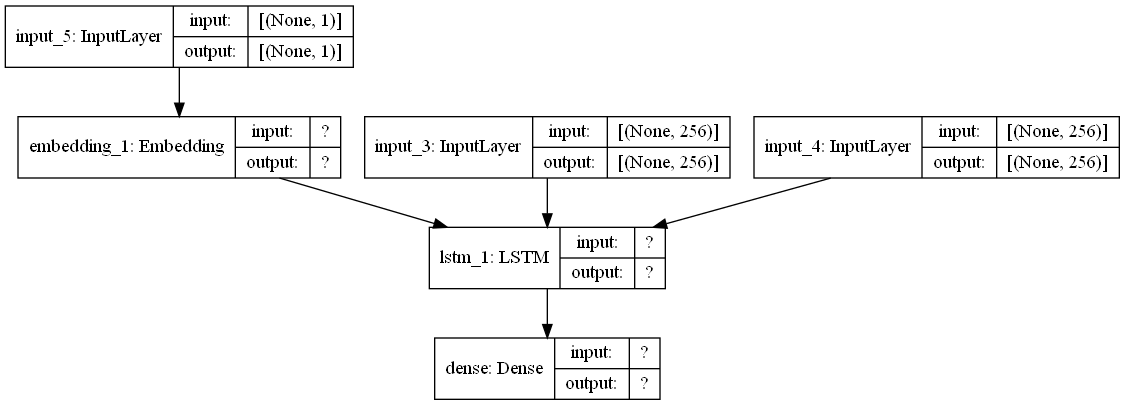 input_5: InputLayer
input: [(None, 1)]
output: [(None, 1)]
embedding_1: Embedding
input: ?
output: ?
input_3: InputLayer
input: [(None, 256)]
output: [(None, 256)]
input_4: InputLayer
input: [(None, 256)]
output: [(None, 256)]
lstm_1: LSTM
input: ?
output: ?
dense: Dense
input: ?
output: ?